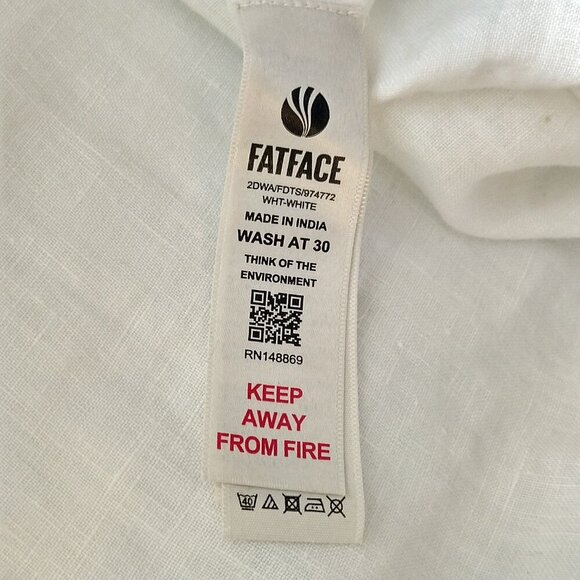 FATFACE
2DWA/FDTS/974772
WHT-WHITE
MADE IN INDIA
WASH AT 30
THINK OF THE
ENVIRONMENT
RN148869
KEEP
AWAY
FROM FIRE
40